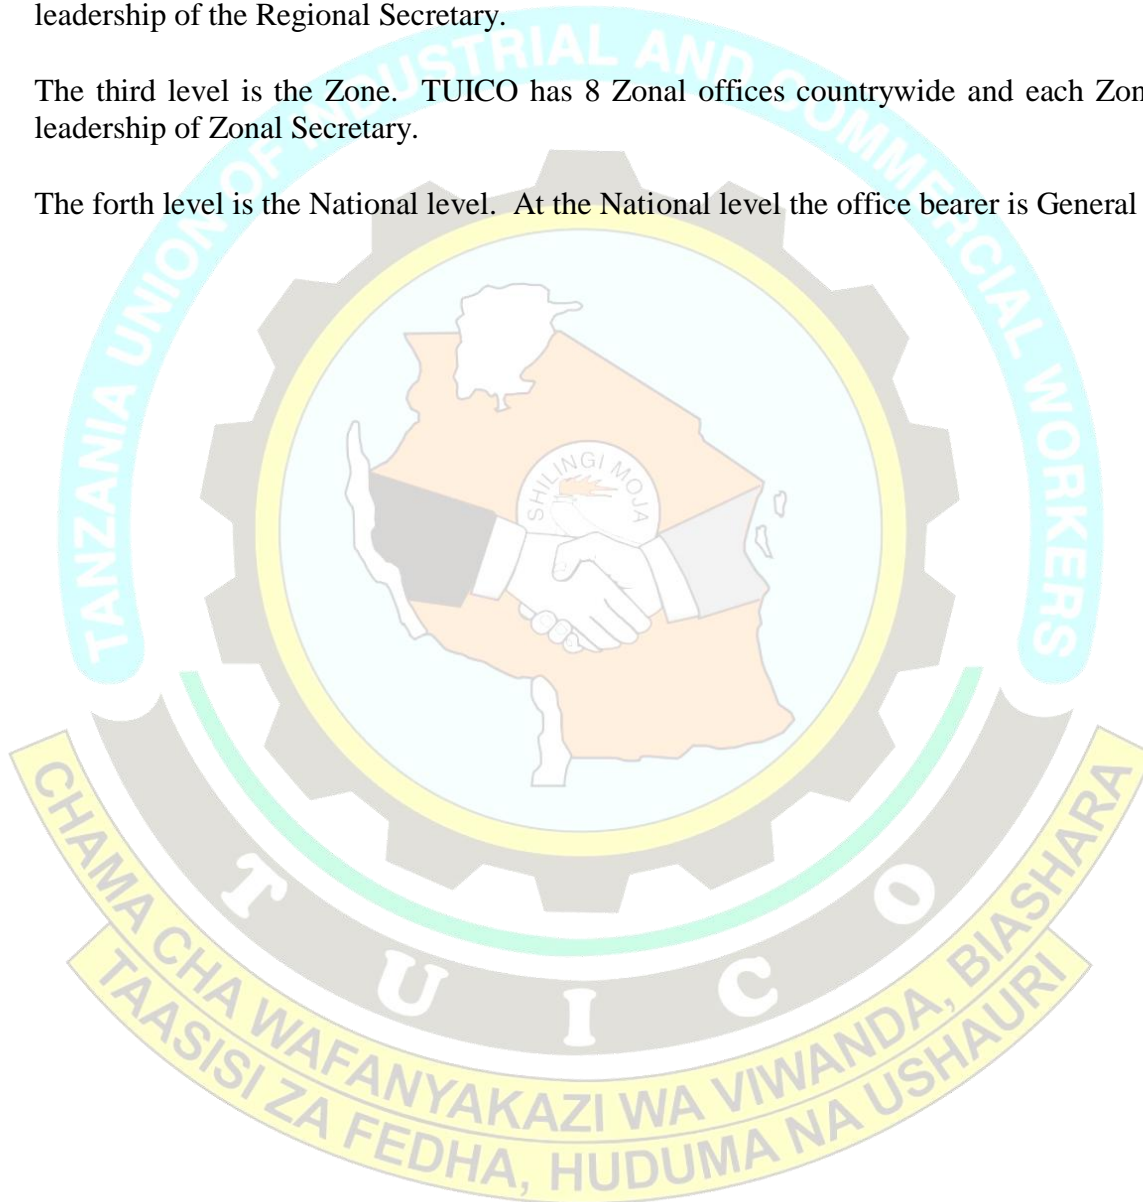 leadership of the Regional Secretary.
The third level is the Zone. TUICO has 8 Zonal offices countrywide and each Zon
leadership of Zonal Secretary.
The forth level is the National level. At the National level the office bearer is General
TANZANIA UNION OF INDUSTRIAL AND COMMERCIAL WORKERS
SHILINGI MOJA
T U I C O
CHAMA CHA WAFANYAKAZI WA VIWANDA, BIASHARA
TAASISI ZA FEDHA, HUDUMA NA USHAURI